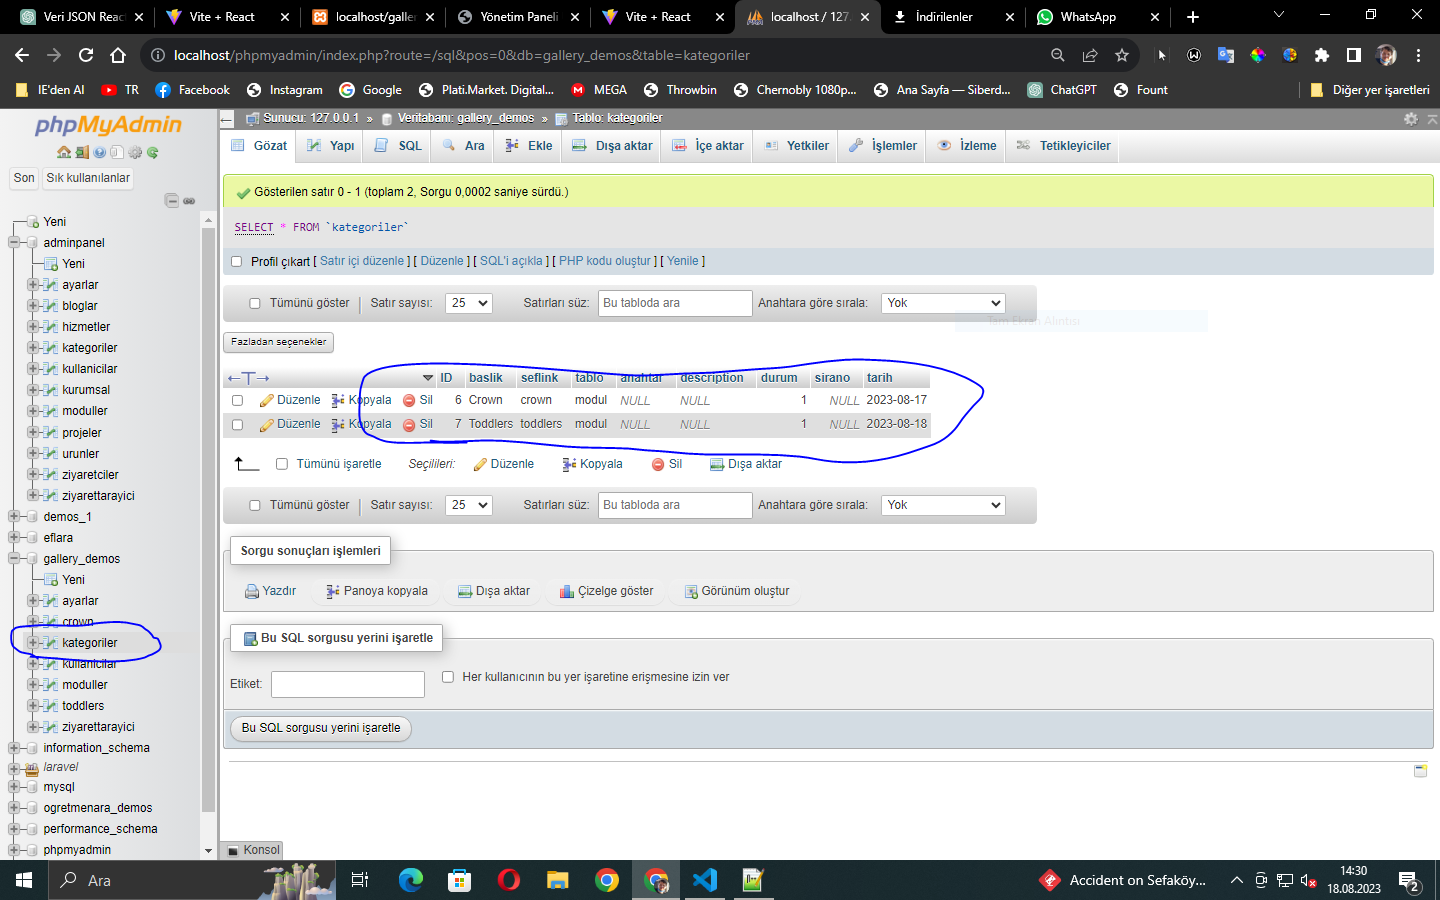 Veri JSON React
Vite + React
localhost/galle
Yönetim Paneli
Vite + React
localhost / 127.
İndirilenler
WhatsApp
localhost/phpmyadmin/index.php?route=/sql&pos=0&db=gallery_demos&table=kategoriler
IE'den Al
TR
Facebook
Instagram
Google
Plati.Market. Digital...
MEGA
Throwbin
Chernobly 1080p...
Ana Sayfa — Siberd...
ChatGPT
Fount
Diğer yer işaretleri
phpMyAdmin
Son
Sık kullanılanlar
Yeni
adminpanel
Yeni
ayarlar
bloglar
hizmetler
kategoriler
kullanicilar
kurumsal
moduller
projeler
urunler
ziyaretciler
ziyarettarayici
demos_1
eflara
gallery_demos
Yeni
ayarlar
crown
kategoriler
kullanicilar
moduller
toddlers
ziyarettarayici
information_schema
laravel
mysql
ogretmenara_demos
performance_schema
phpmyadmin
Sunucu: 127.0.0.1 » Veritabanı: gallery_demos » Tablo: kategoriler
Gözat
Yapı
SQL
Ara
Ekle
Dışa aktar
İçe aktar
Yetkiler
İşlemler
İzleme
Tetikleyiciler
Gösterilen satır 0 - 1 (toplam 2, Sorgu 0,0002 saniye sürdü.)
SELECT * FROM `kategoriler`
Profil çıkart [ Satır içi düzenle ] [ Düzenle ] [ SQL'i açıkla ] [ PHP kodu oluştur ] [ Yenile ]
Tümünü göster | Satır sayısı: 25 Satırları süz: Bu tabloda ara Anahtara göre sırala: Yok
Tam Ekran Alıntısı
Fazladan seçenekler
ID baslik seflink tablo anahtar description durum sirano tarih
Düzenle Kopyala Sil 6 Crown crown modul NULL NULL 1 NULL 2023-08-17
Düzenle Kopyala Sil 7 Toddlers toddlers modul NULL NULL 1 NULL 2023-08-18
Tümünü işaretle Seçilileri: Düzenle Kopyala Sil Dışa aktar
Tümünü göster | Satır sayısı: 25 Satırları süz: Bu tabloda ara Anahtara göre sırala: Yok
Sorgu sonuçları işlemleri
Yazdır Panoya kopyala Dışa aktar Çizelge göster Görünüm oluştur
Bu SQL sorgusu yerini işaretle
Etiket: Her kullanıcının bu yer işaretine erişmesine izin ver
Bu SQL sorgusu yerini işaretle
Konsol
Ara
Accident on Sefaköy...
14:30
18.08.2023
2